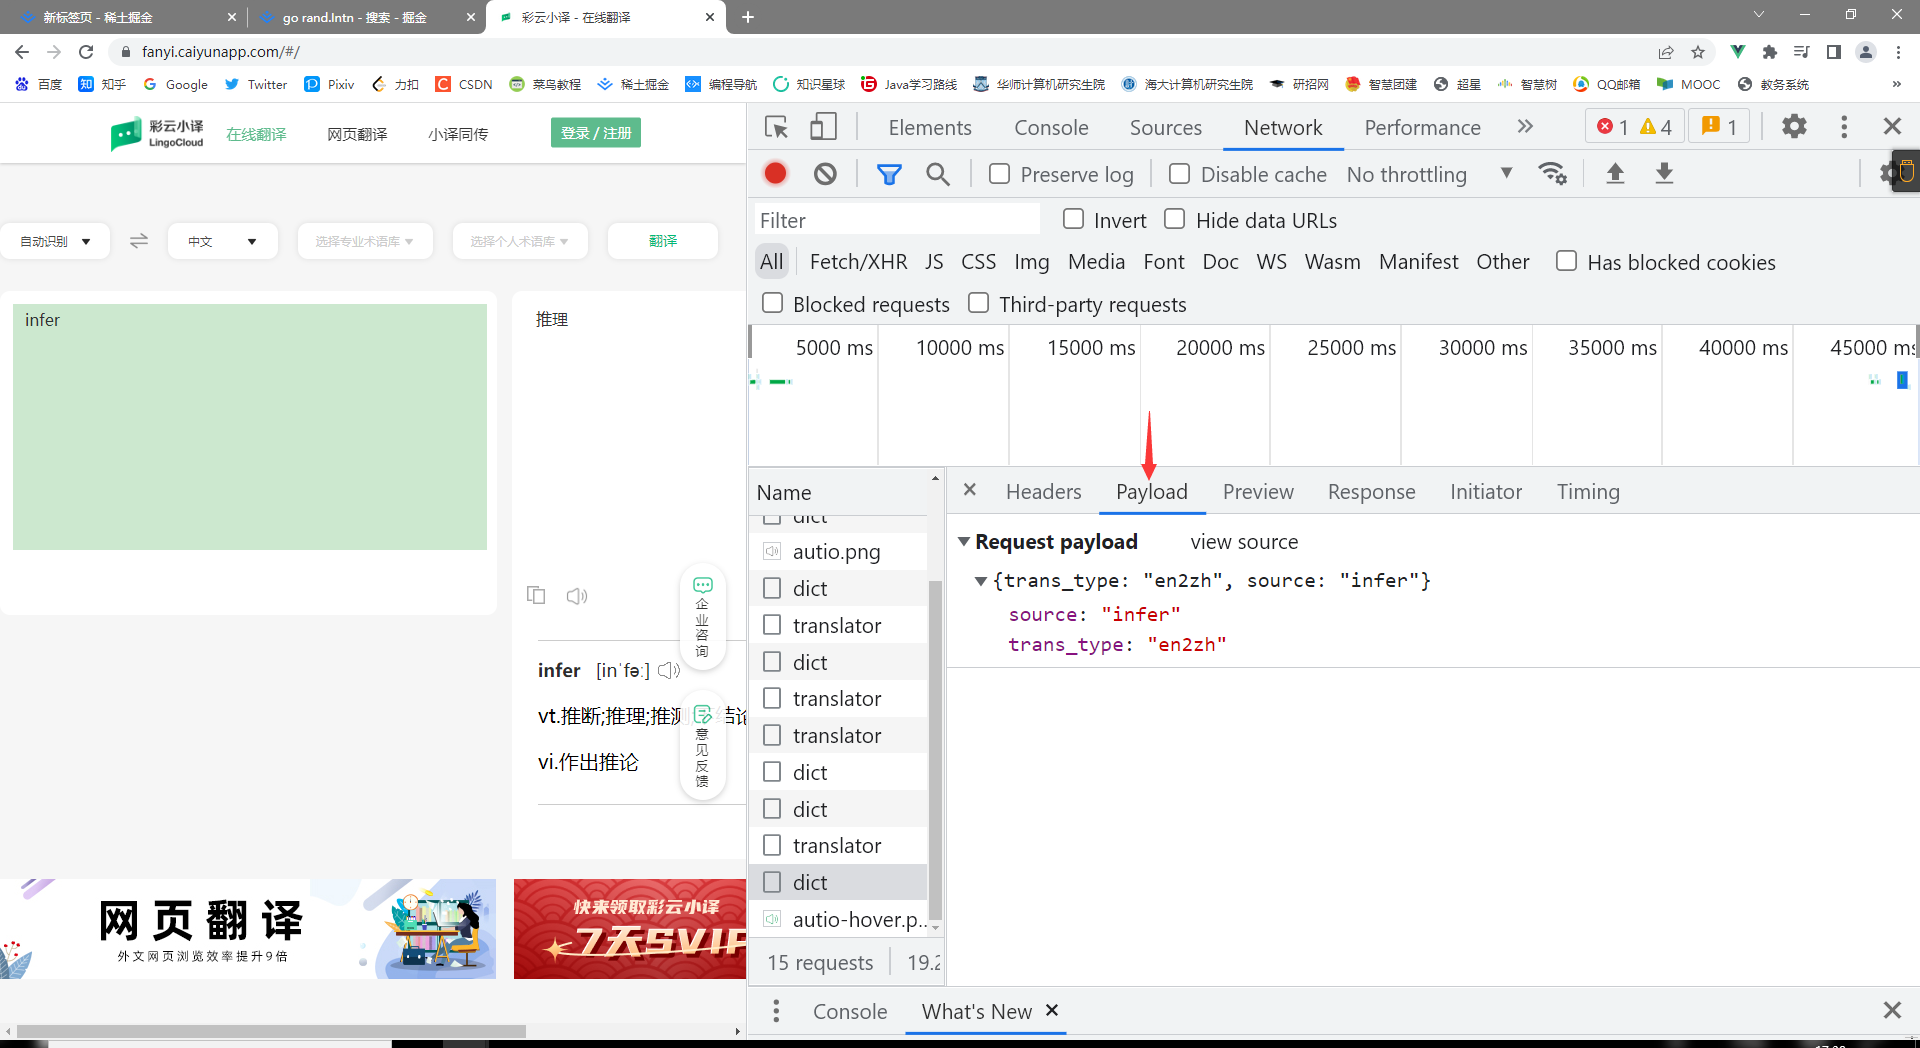 新标签页 - 稀土掘金
go rand.Intn - 搜索 - 掘金
彩云小译 - 在线翻译
fanyi.caiyunapp.com/#/
百度 知乎 Google Twitter Pixiv 力扣 CSDN 菜鸟教程 稀土掘金 编程导航 知识星球 Java学习路线 华师计算机研究生院 海大计算机研究生院 研招网 智慧团建 超星 智慧树 QQ邮箱 MOOC 教务系统 »
彩云小译
LingoCloud
在线翻译 网页翻译 小译同传 登录 / 注册
自动识别 中文 选择专业术语库 选择个人术语库 翻译
infer
推理
企业咨询
infer [inˈfəː]
vt.推断;推理;推测 结论
vi.作出推论
意见反馈
网页翻译
外文网页浏览效率提升9倍
快来领取彩云小译
7天SVIP
Elements Console Sources Network Performance » 1 4 1
Preserve log Disable cache No throttling
Filter Invert Hide data URLs
All Fetch/XHR JS CSS Img Media Font Doc WS Wasm Manifest Other Has blocked cookies
Blocked requests Third-party requests
5000 ms 10000 ms 15000 ms 20000 ms 25000 ms 30000 ms 35000 ms 40000 ms 45000 ms
Name
dict
autio.png
dict
translator
dict
translator
translator
dict
dict
translator
dict
autio-hover.p...
15 requests 19.2
Headers Payload Preview Response Initiator Timing
Request payload view source
{trans_type: "en2zh", source: "infer"}
source: "infer"
trans_type: "en2zh"
Console What's New